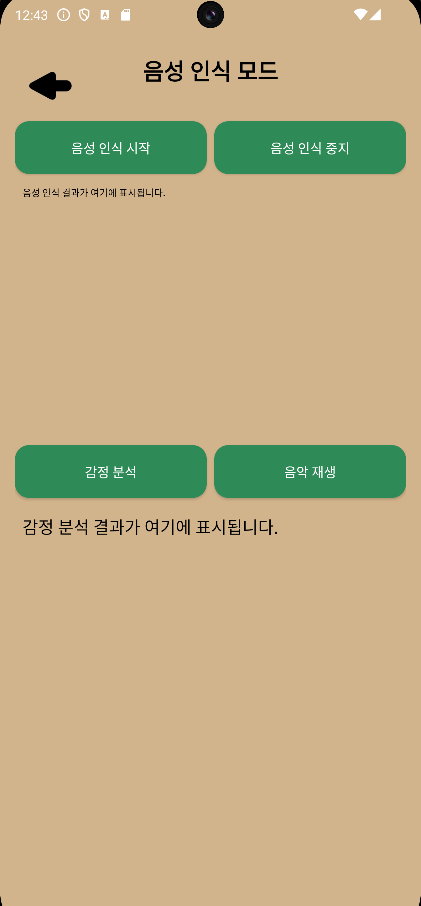 12:43
음성 인식 모드
음성 인식 시작
음성 인식 중지
음성 인식 결과가 여기에 표시됩니다.
감정 분석
음악 재생
감정 분석 결과가 여기에 표시됩니다.